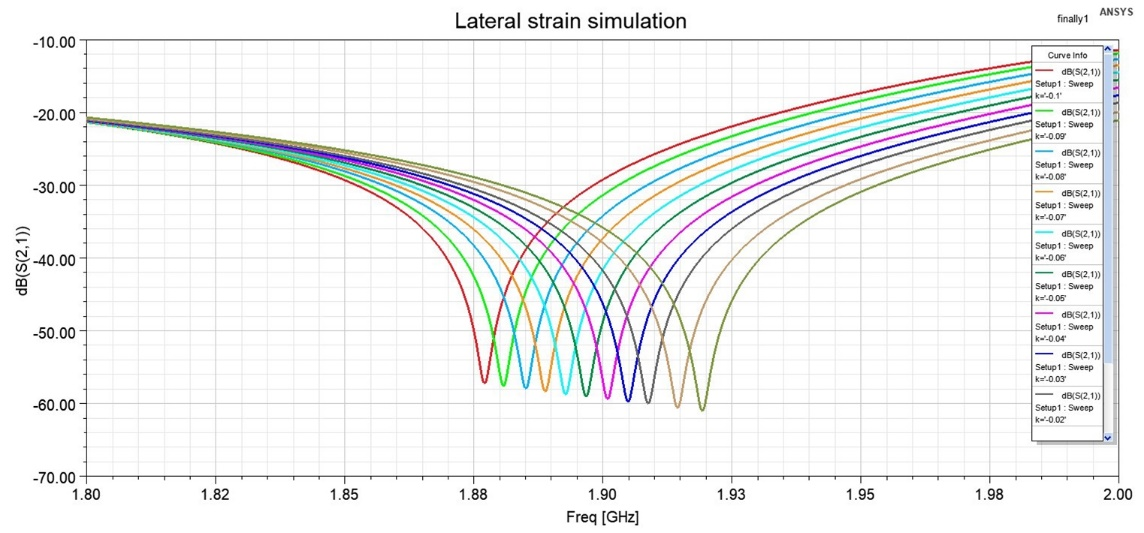 Lateral strain simulation
finally1
ANSYS
-10.00
-20.00
-30.00
-40.00
-50.00
-60.00
-70.00
dB(S(2,1))
1.80
1.82
1.85
1.88
1.90
1.93
1.95
1.98
2.00
Freq [GHz]
Curve Info
dB(S(2,1))
Setup1 : Sweep
k='-0.1'
dB(S(2,1))
Setup1 : Sweep
k='-0.09'
dB(S(2,1))
Setup1 : Sweep
k='-0.08'
dB(S(2,1))
Setup1 : Sweep
k='-0.07'
dB(S(2,1))
Setup1 : Sweep
k='-0.06'
dB(S(2,1))
Setup1 : Sweep
k='-0.05'
dB(S(2,1))
Setup1 : Sweep
k='-0.04'
dB(S(2,1))
Setup1 : Sweep
k='-0.03'
dB(S(2,1))
Setup1 : Sweep
k='-0.02'